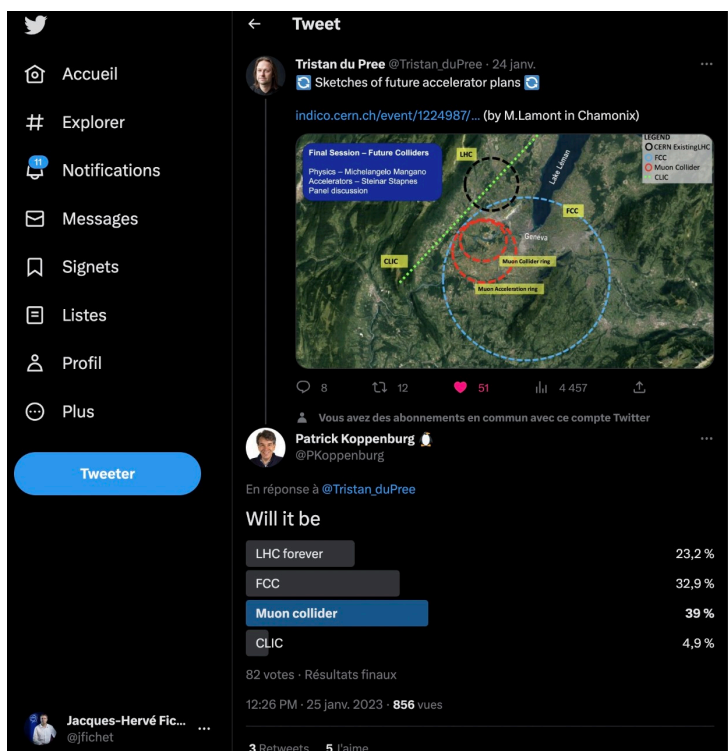 Tweet
Accueil
Explorer
11
Notifications
Messages
Signets
Listes
Profil
Plus
Tweeter
Jacques-Hervé Fic...
@jfichet
Tristan du Pree @Tristan_duPree · 24 janv.
Sketches of future accelerator plans
indico.cern.ch/event/1224987/... (by M.Lamont in Chamonix)
Final Session – Future Colliders
Physics – Michelangelo Mangano
Accelerators – Steinar Stapnes
Panel discussion
LHC
Lake Léman
LEGEND
CERN ExistingLHC
FCC
Muon Collider
CLIC
FCC
Geneva
CLIC
Muon Collider ring
Muon Acceleration ring
8 12 51 4 457
Vous avez des abonnements en commun avec ce compte Twitter
Patrick Koppenburg
@PKoppenburg
En réponse à @Tristan_duPree
Will it be
LHC forever 23,2 %
FCC 32,9 %
Muon collider 39 %
CLIC 4,9 %
82 votes · Résultats finaux
12:26 PM · 25 janv. 2023 · 856 vues
3 Retweets 5 J'aime